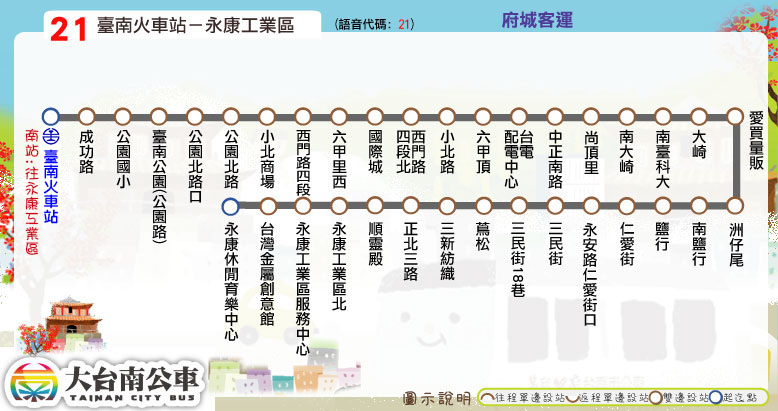 21 臺南火車站－永康工業區
(語音代碼: 21)
府城客運
南站:往永康工業區
㊣ 臺南火車站
成功路
公園國小
臺南公園(公園路)
公園北路口
公園北路
小北商場
西門路四段
六甲里西
國際城
西門路四段北
小北路
六甲頂
台電配電中心
中正南路
尚頂里
南大崎
南臺科大
大崎
愛買量販
洲仔尾
南鹽行
鹽行
仁愛街
永安路仁愛街口
三民街
三民街18巷
蔦松
三新紡織
正北三路
順靈殿
永康工業區北
永康工業區服務中心
台灣金屬創意館
永康休閒育樂中心
大台南公車
TAINAN CITY BUS
圖示說明 往程單邊設站 返程單邊設站 雙邊設站 起迄點